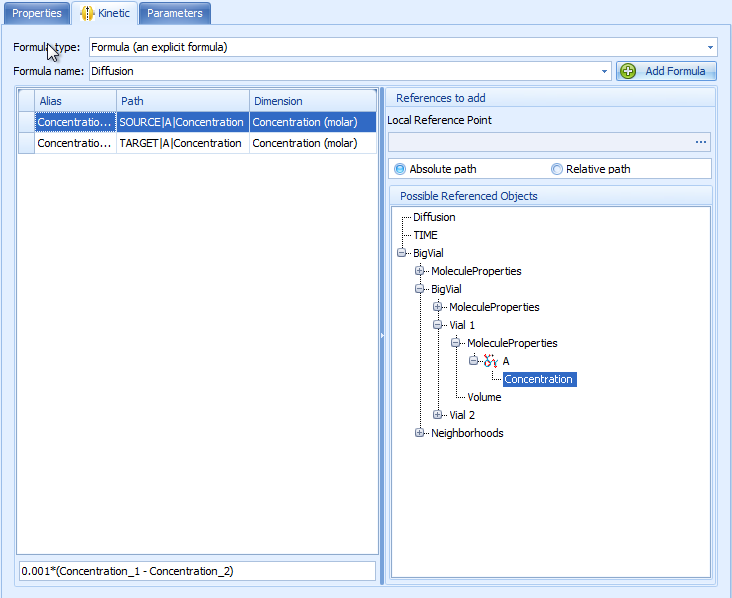 Properties Kinetic Parameters
Formula type: Formula (an explicit formula)
Formula name: Diffusion Add Formula
Alias Path Dimension
Concentratio... SOURCE|A|Concentration Concentration (molar)
Concentratio... TARGET|A|Concentration Concentration (molar)
0.001*(Concentration_1 - Concentration_2)
References to add
Local Reference Point
...
Absolute path Relative path
Possible Referenced Objects
Diffusion
TIME
BigVial
MoleculeProperties
BigVial
MoleculeProperties
Vial 1
MoleculeProperties
A
Concentration
Volume
Vial 2
Neighborhoods